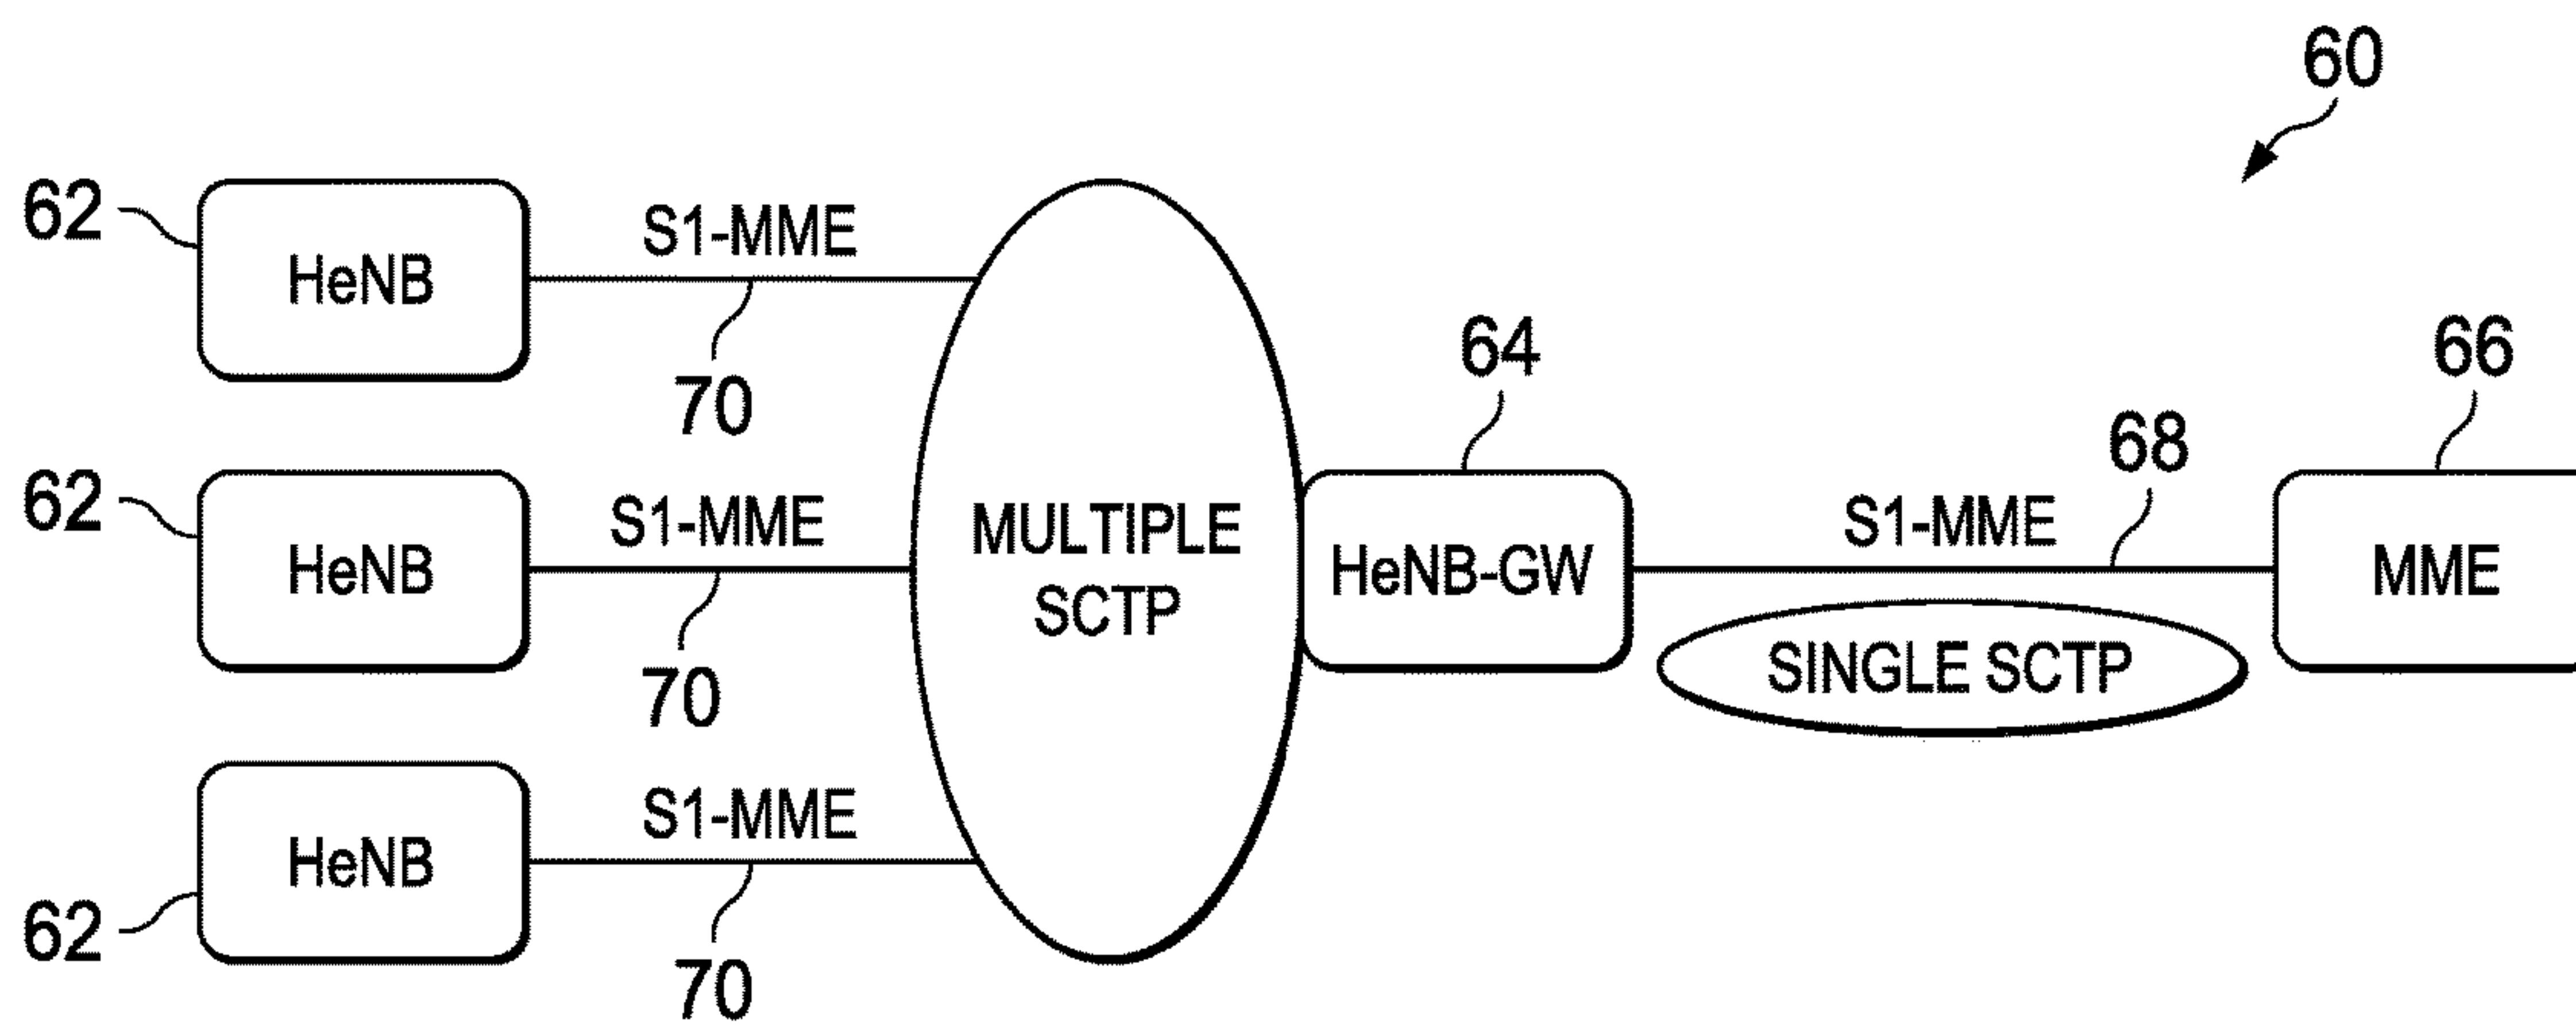 60
62
HeNB
S1-MME
70
62
HeNB
S1-MME
70
62
HeNB
S1-MME
70
MULTIPLE
SCTP
64
HeNB-GW
68
S1-MME
SINGLE SCTP
66
MME